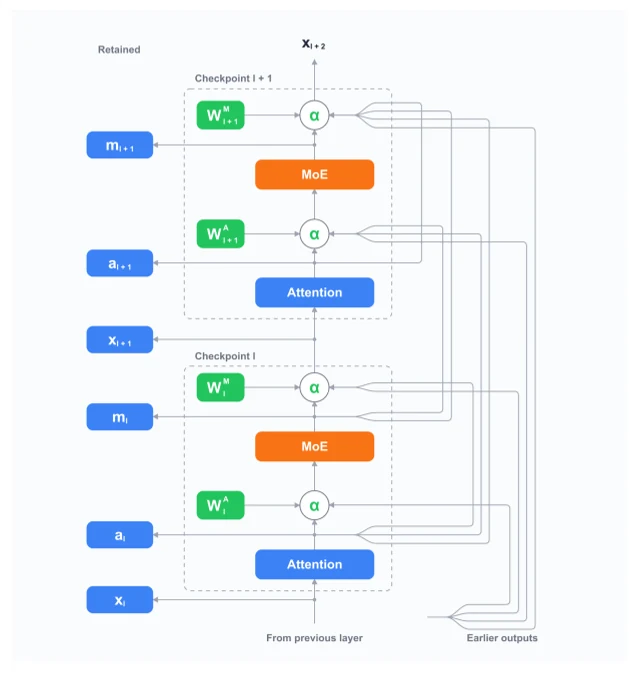 x_{l+2}
Retained
Checkpoint l + 1
W^M_{l+1} α
m_{l+1}
MoE
W^A_{l+1} α
a_{l+1}
Attention
x_{l+1}
Checkpoint l
W^M_l α
m_l
MoE
W^A_l α
a_l
Attention
x_l
From previous layer Earlier outputs